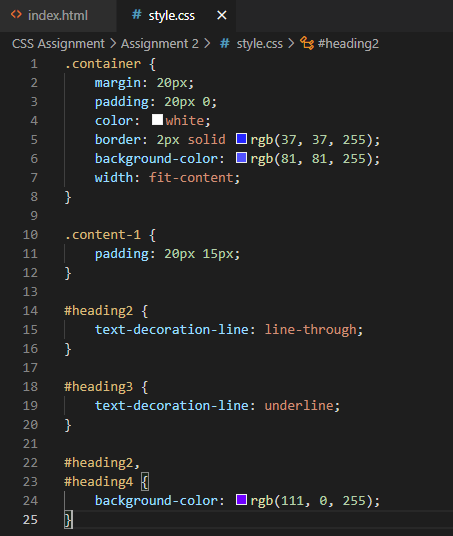 <> index.html # style.css ×
CSS Assignment > Assignment 2 > # style.css > #heading2
1 .container {
2     margin: 20px;
3     padding: 20px 0;
4     color: white;
5     border: 2px solid rgb(37, 37, 255);
6     background-color: rgb(81, 81, 255);
7     width: fit-content;
8 }
9
10 .content-1 {
11     padding: 20px 15px;
12 }
13
14 #heading2 {
15     text-decoration-line: line-through;
16 }
17
18 #heading3 {
19     text-decoration-line: underline;
20 }
21
22 #heading2,
23 #heading4 {
24     background-color: rgb(111, 0, 255);
25 }